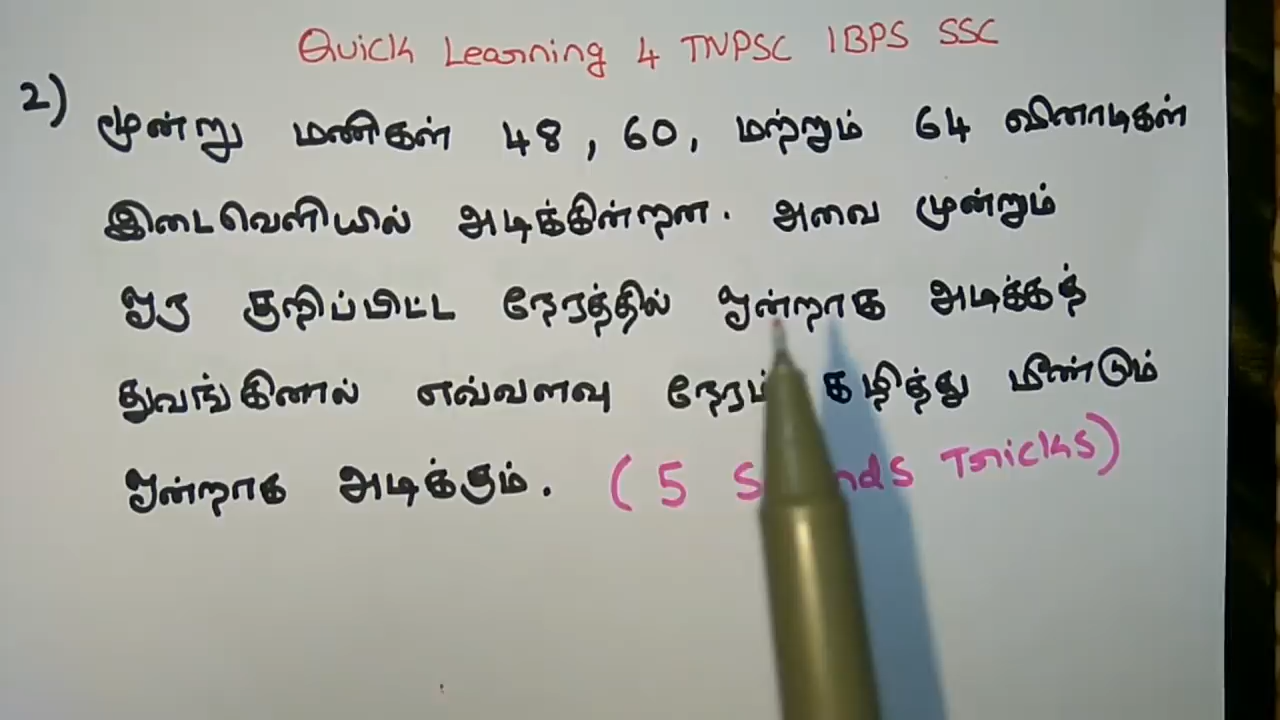 Quick Learning 4 TNPSC IBPS SSC
2) மூன்று மணிகள் 48, 60, மற்றும் 64 வினாடிகள்
இடைவெளியில் அடிக்கின்றன. அவை மூன்றும்
ஒரு குறிப்பிட்ட நேரத்தில் ஒன்றாக அடிக்கத்
துவங்கினால் எவ்வளவு நேரம் கழித்து மீண்டும்
ஒன்றாக அடிக்கும். (5 Tricks)